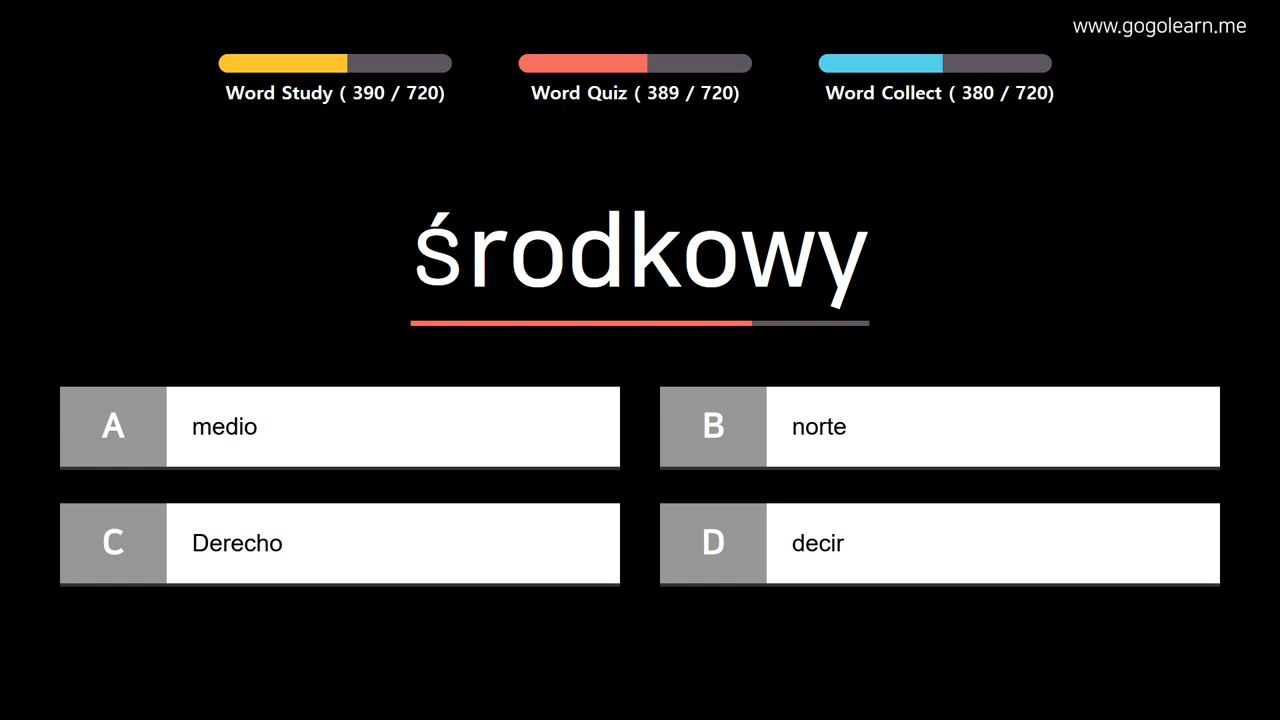 www.gogolearn.me
Word Study ( 390 / 720)
Word Quiz ( 389 / 720)
Word Collect ( 380 / 720)
środkowy
A medio
B norte
C Derecho
D decir